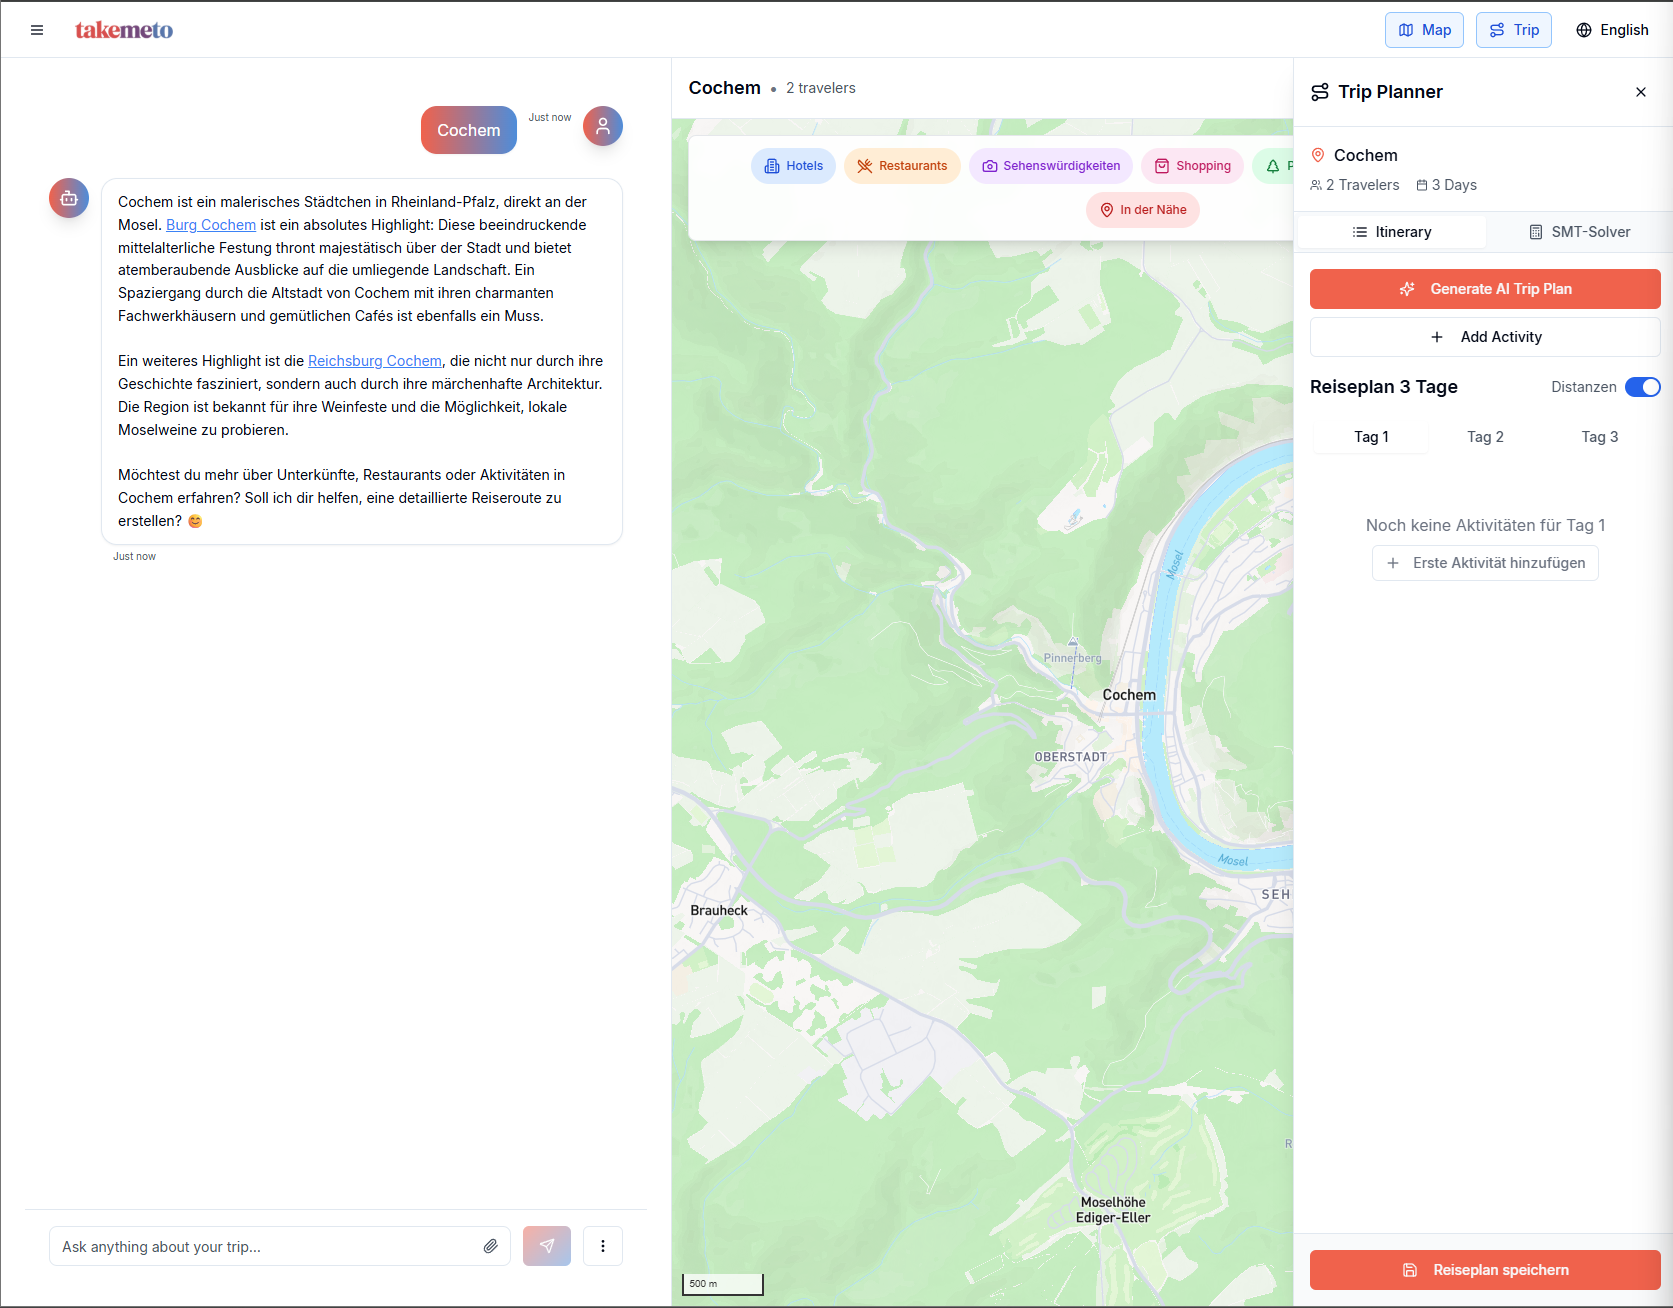 takemeto
Map
Trip
English
Cochem
Just now
Cochem ist ein malerisches Städtchen in Rheinland-Pfalz, direkt an der
Mosel. Burg Cochem ist ein absolutes Highlight: Diese beeindruckende
mittelalterliche Festung thront majestätisch über der Stadt und bietet
atemberaubende Ausblicke auf die umliegende Landschaft. Ein
Spaziergang durch die Altstadt von Cochem mit ihren charmanten
Fachwerkhäusern und gemütlichen Cafés ist ebenfalls ein Muss.
Ein weiteres Highlight ist die Reichsburg Cochem, die nicht nur durch ihre
Geschichte fasziniert, sondern auch durch ihre märchenhafte Architektur.
Die Region ist bekannt für ihre Weinfeste und die Möglichkeit, lokale
Moselweine zu probieren.
Möchtest du mehr über Unterkünfte, Restaurants oder Aktivitäten in
Cochem erfahren? Soll ich dir helfen, eine detaillierte Reiseroute zu
erstellen? 😊
Just now
Ask anything about your trip...
Cochem • 2 travelers
Hotels
Restaurants
Sehenswürdigkeiten
Shopping
P
In der Nähe
Mosel
Pinnerberg
Cochem
OBERSTADT
Mosel
SEH
Brauheck
R
Moselhöhe
Ediger-Eller
500 m
Trip Planner
Cochem
2 Travelers
3 Days
Itinerary
SMT-Solver
Generate AI Trip Plan
+ Add Activity
Reiseplan 3 Tage
Distanzen
Tag 1
Tag 2
Tag 3
Noch keine Aktivitäten für Tag 1
+ Erste Aktivität hinzufügen
Reiseplan speichern